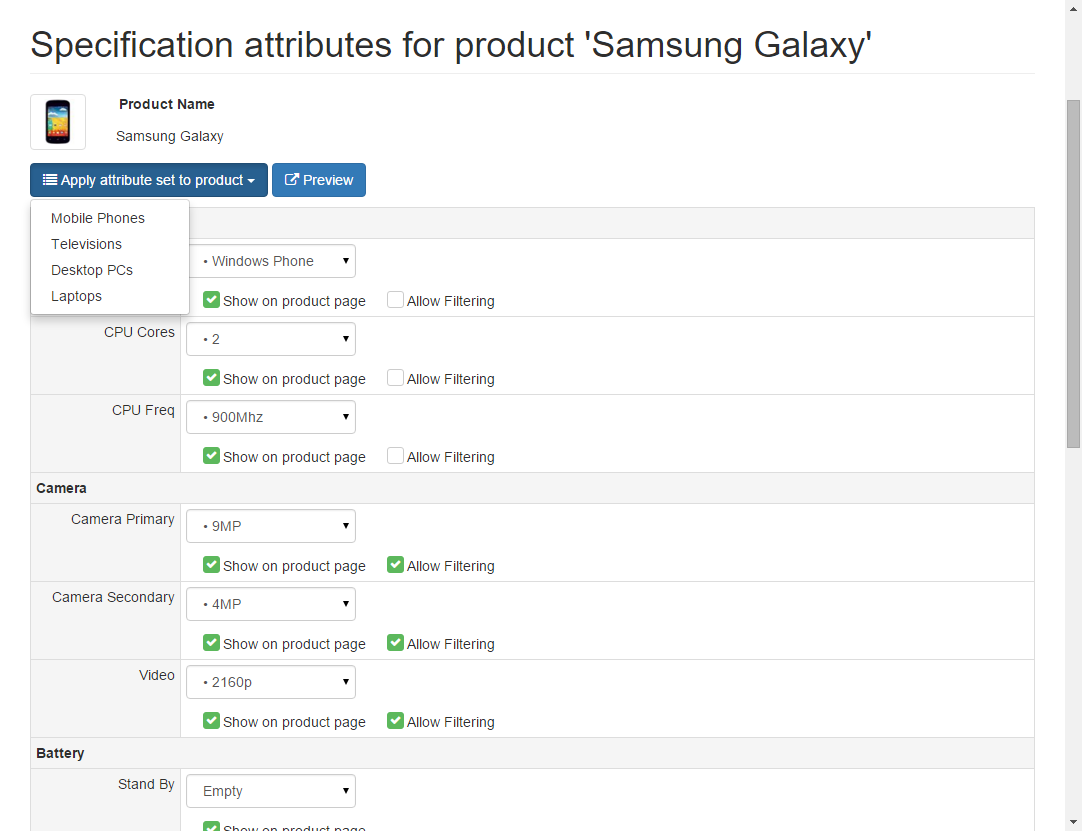 Specification attributes for product 'Samsung Galaxy'
Product Name
Samsung Galaxy
Apply attribute set to product Preview
Mobile Phones
Televisions
Desktop PCs
Laptops
• Windows Phone
Show on product page Allow Filtering
CPU Cores • 2
Show on product page Allow Filtering
CPU Freq • 900Mhz
Show on product page Allow Filtering
Camera
Camera Primary • 9MP
Show on product page Allow Filtering
Camera Secondary • 4MP
Show on product page Allow Filtering
Video • 2160p
Show on product page Allow Filtering
Battery
Stand By Empty
Show on product page